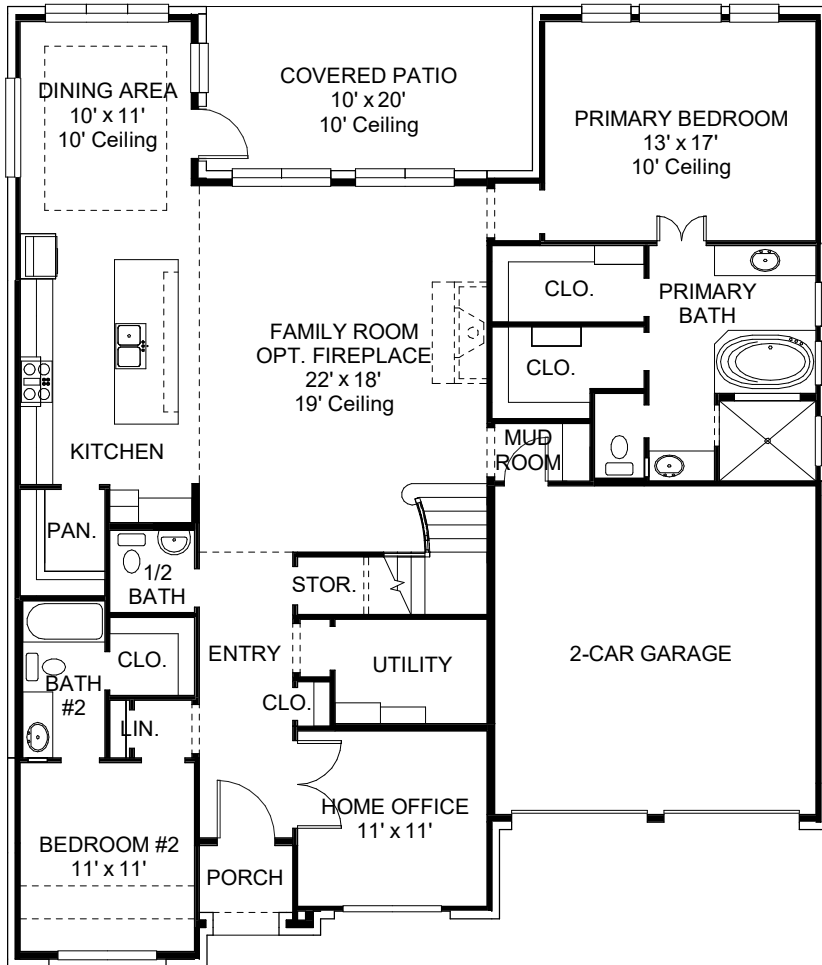 DINING AREA
10' x 11'
10' Ceiling
COVERED PATIO
10' x 20'
10' Ceiling
PRIMARY BEDROOM
13' x 17'
10' Ceiling
CLO.
PRIMARY
BATH
FAMILY ROOM
OPT. FIREPLACE
22' x 18'
19' Ceiling
CLO.
KITCHEN
MUD
ROOM
PAN.
1/2
BATH
STOR.
CLO.
ENTRY
UTILITY
2-CAR GARAGE
BATH
#2
CLO.
LIN.
HOME OFFICE
11' x 11'
BEDROOM #2
11' x 11'
PORCH